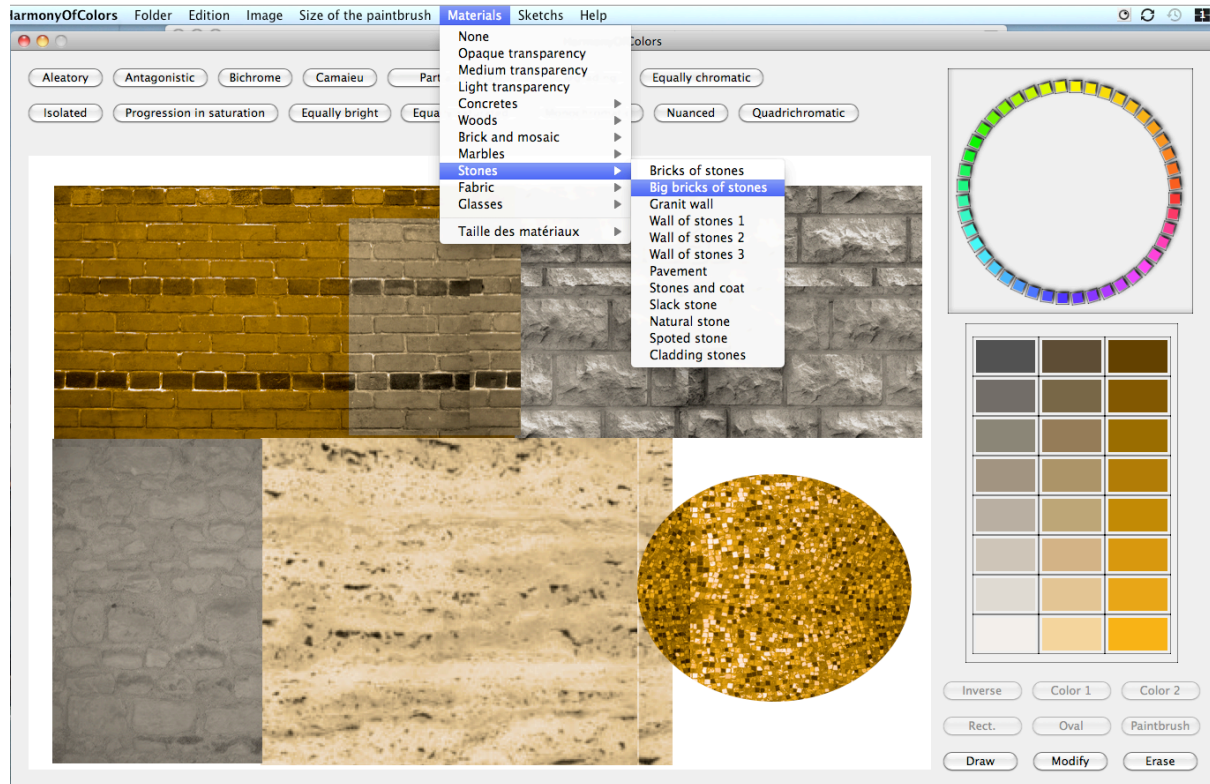 HarmonyOfColors Folder Edition Image Size of the paintbrush Materials Sketchs Help
Colors
None
Opaque transparency
Medium transparency
Light transparency
Concretes
Woods
Brick and mosaic
Marbles
Stones
Fabric
Glasses
Taille des matériaux
Bricks of stones
Big bricks of stones
Granit wall
Wall of stones 1
Wall of stones 2
Wall of stones 3
Pavement
Stones and coat
Slack stone
Natural stone
Spoted stone
Cladding stones
Aleatory Antagonistic Bichrome Camaieu Part Equally chromatic
Isolated Progression in saturation Equally bright Equa Nuanced Quadrichromatic
Inverse Color 1 Color 2
Rect. Oval Paintbrush
Draw Modify Erase